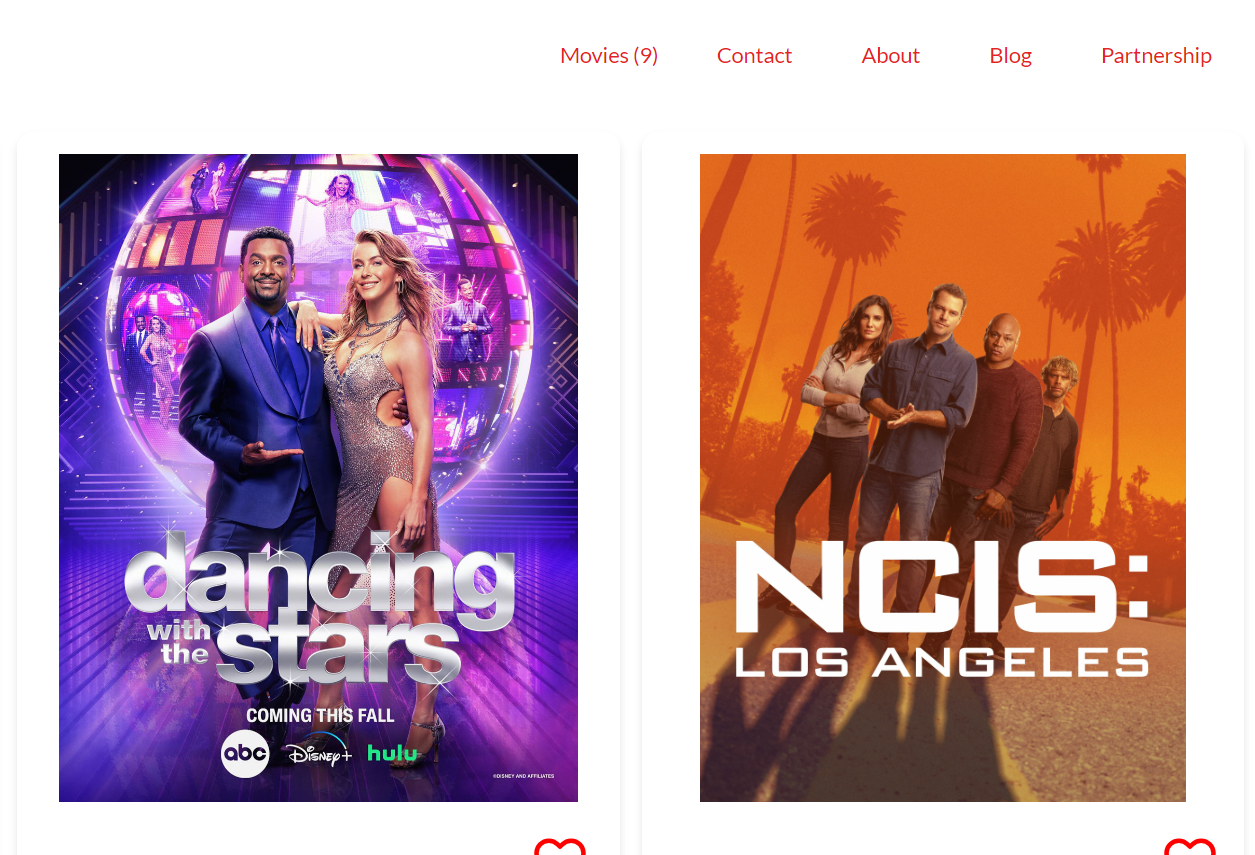 Movies (9) Contact About Blog Partnership
dancing
with the stars
COMING THIS FALL
abc Disney+ hulu
©DISNEY AND AFFILIATES
NCIS:
LOS ANGELES